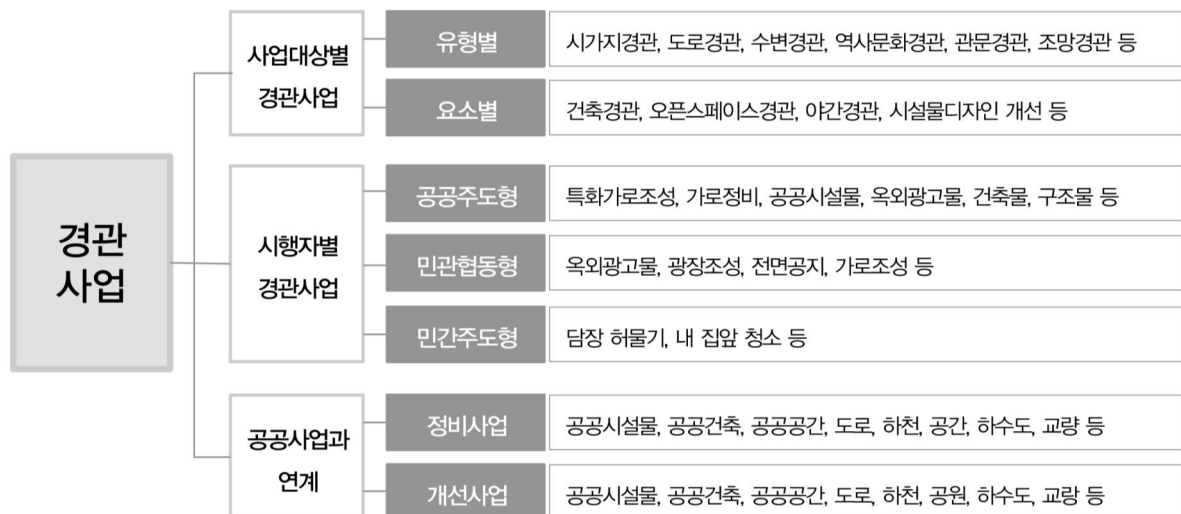 경관
사업
사업대상별
경관사업
유형별
시가지경관, 도로경관, 수변경관, 역사문화경관, 관문경관, 조망경관 등
요소별
건축경관, 오픈스페이스경관, 야간경관, 시설물디자인 개선 등
시행자별
경관사업
공공주도형
특화가로조성, 가로정비, 공공시설물, 옥외광고물, 건축물, 구조물 등
민관협동형
옥외광고물, 광장조성, 전면공지, 가로조성 등
민간주도형
담장 허물기, 내 집앞 청소 등
공공사업과
연계
정비사업
공공시설물, 공공건축, 공공공간, 도로, 하천, 공간, 하수도, 교량 등
개선사업
공공시설물, 공공건축, 공공공간, 도로, 하천, 공원, 하수도, 교랑 등